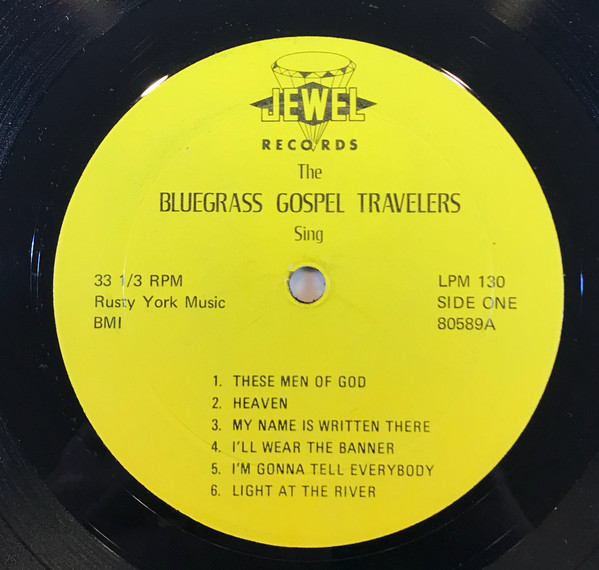 JEWEL
RECORDS
The
BLUEGRASS GOSPEL TRAVELERS
Sing
33 1/3 RPM
Rusty York Music
BMI
LPM 130
SIDE ONE
80589A
1. THESE MEN OF GOD
2. HEAVEN
3. MY NAME IS WRITTEN THERE
4. I'LL WEAR THE BANNER
5. I'M GONNA TELL EVERYBODY
6. LIGHT AT THE RIVER